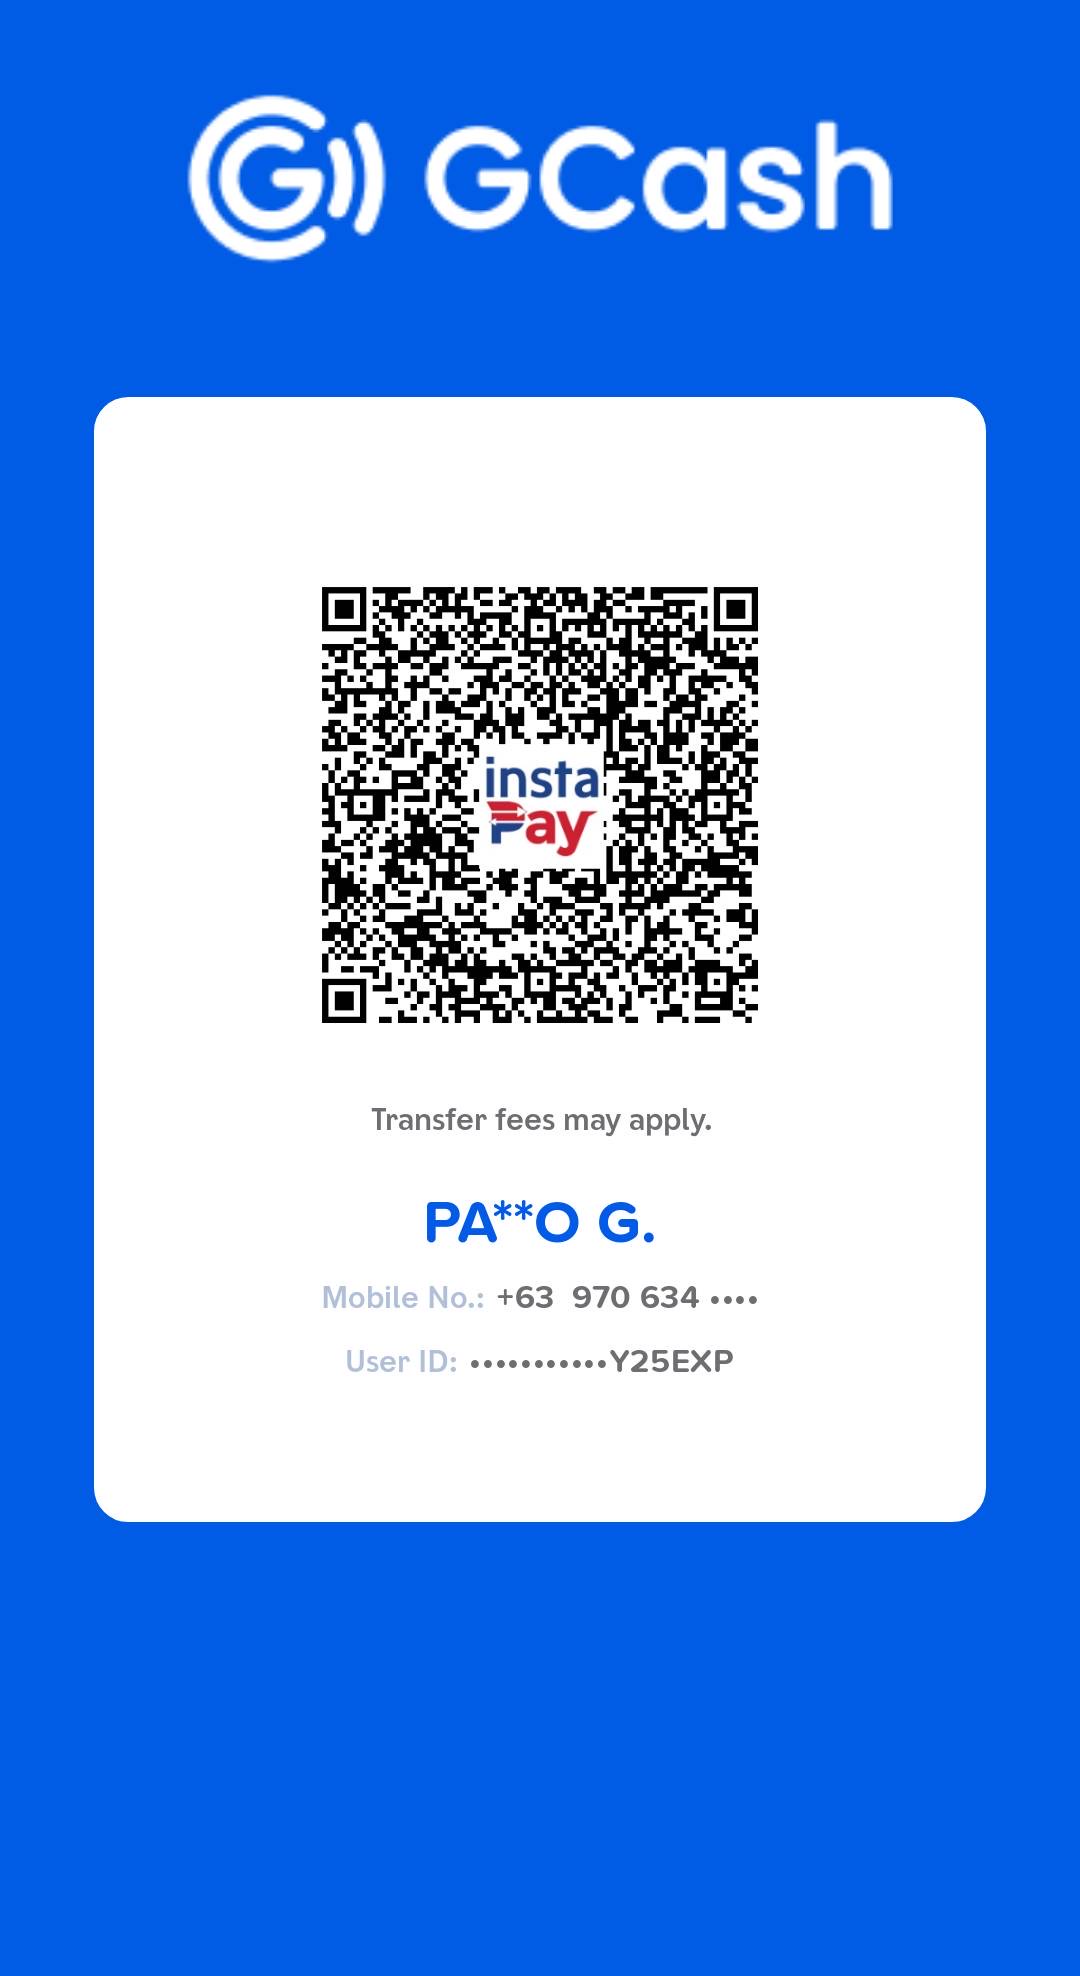 GCash
insta
Pay
Transfer fees may apply.
PA**O G.
Mobile No.: +63 970 634 ••••
User ID: •••••••••••Y25EXP